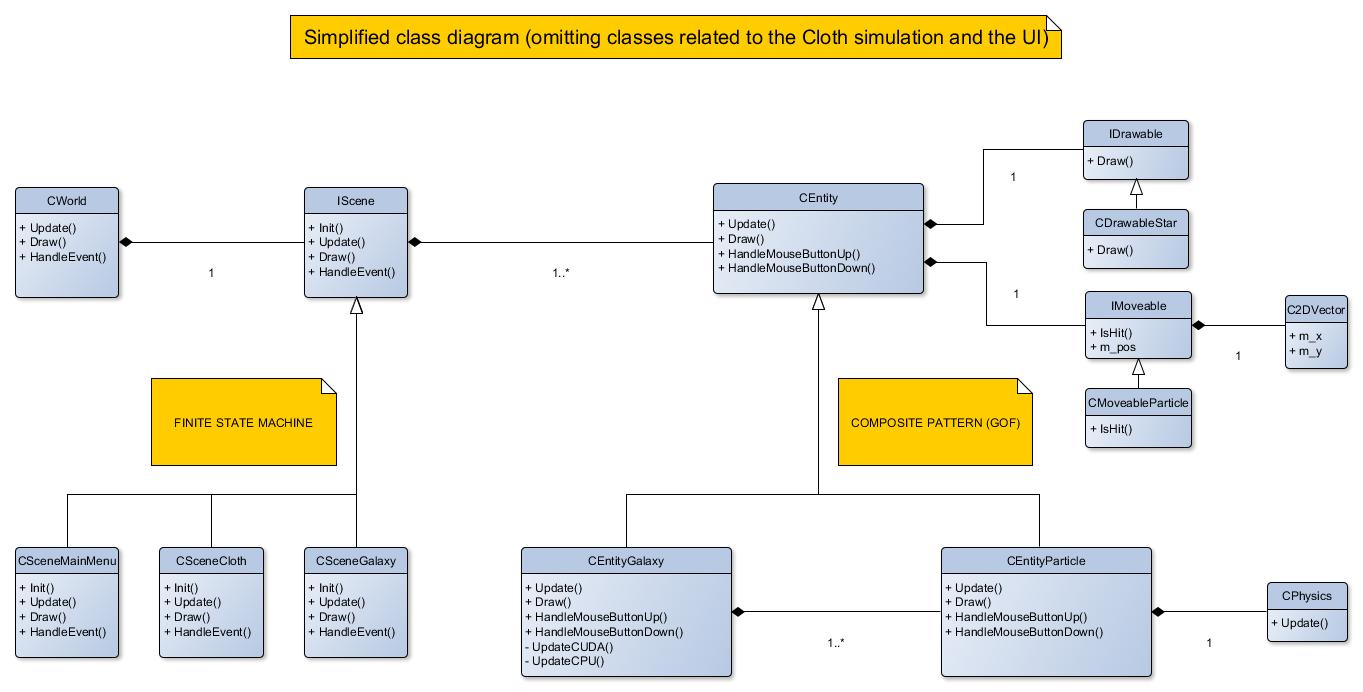 Simplified class diagram (omitting classes related to the Cloth simulation and the UI)
IDrawable
+ Draw()
1
CDrawableStar
+ Draw()
CWorld
+ Update()
+ Draw()
+ HandleEvent()
1
IScene
+ Init()
+ Update()
+ Draw()
+ HandleEvent()
1..*
CEntity
+ Update()
+ Draw()
+ HandleMouseButtonUp()
+ HandleMouseButtonDown()
1
IMoveable
+ IsHit()
+ m_pos
1
C2DVector
+ m_x
+ m_y
CMoveableParticle
+ IsHit()
FINITE STATE MACHINE
COMPOSITE PATTERN (GOF)
CSceneMainMenu
+ Init()
+ Update()
+ Draw()
+ HandleEvent()
CSceneCloth
+ Init()
+ Update()
+ Draw()
+ HandleEvent()
CSceneGalaxy
+ Init()
+ Update()
+ Draw()
+ HandleEvent()
CEntityGalaxy
+ Update()
+ Draw()
+ HandleMouseButtonUp()
+ HandleMouseButtonDown()
- UpdateCUDA()
- UpdateCPU()
1..*
CEntityParticle
+ Update()
+ Draw()
+ HandleMouseButtonUp()
+ HandleMouseButtonDown()
1
CPhysics
+ Update()